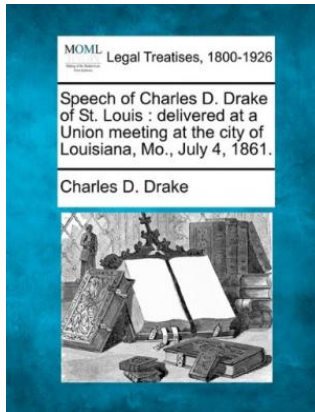 MOML
Legal Treatises, 1800-1926
Speech of Charles D. Drake
of St. Louis : delivered at a
Union meeting at the city of
Louisiana, Mo., July 4, 1861.
Charles D. Drake